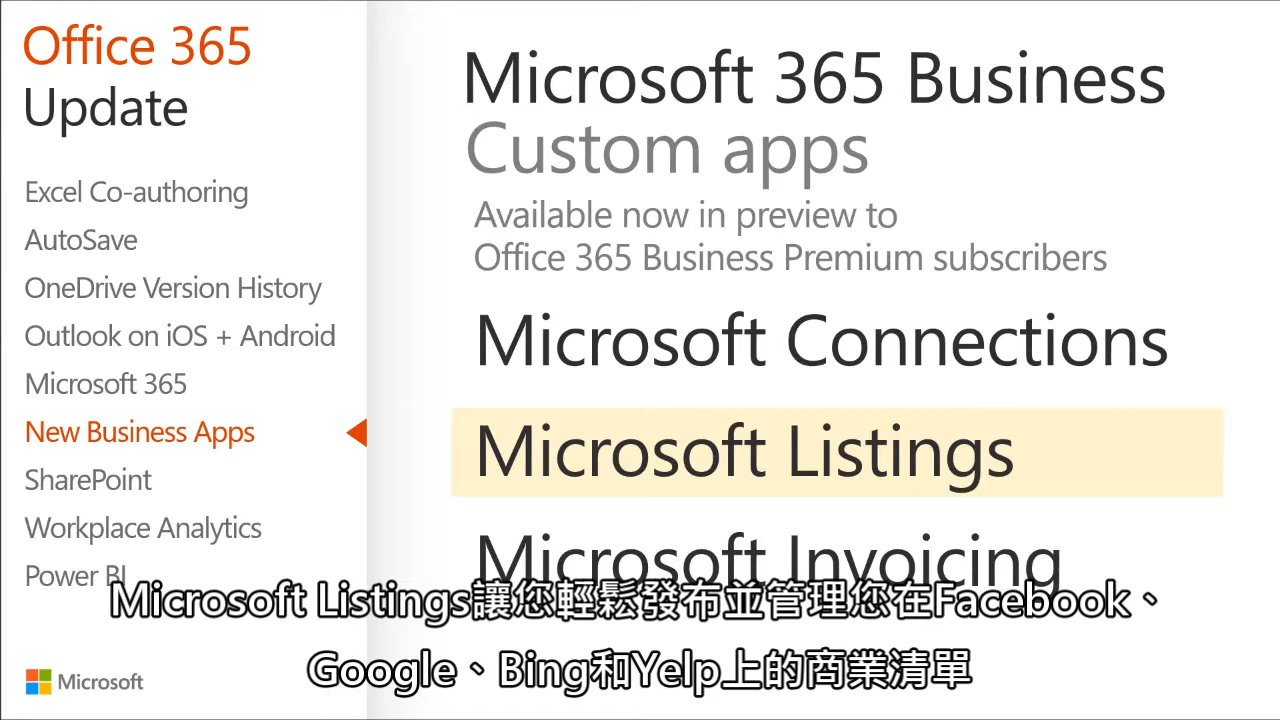 Office 365
Update
Excel Co-authoring
AutoSave
OneDrive Version History
Outlook on iOS + Android
Microsoft 365
New Business Apps
SharePoint
Workplace Analytics
Power BI
Microsoft
Microsoft 365 Business
Custom apps
Available now in preview to
Office 365 Business Premium subscribers
Microsoft Connections
Microsoft Listings
Microsoft Invoicing
Microsoft Listings讓您輕鬆發布並管理您在Facebook、
Google、Bing和Yelp上的商業清單